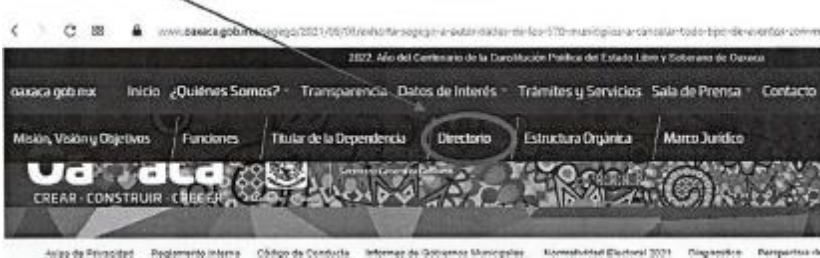 www.oaxaca.gob.mx/segego/2021/
2022, Año del Centenario de la Constitución Política del Estado Libre y Soberano de Oaxaca
oaxaca.gob.mx Inicio ¿Quiénes Somos? Transparencia Datos de Interés Trámites y Servicios Sala de Prensa Contacto
Misión, Visión y Objetivos Funciones Titular de la Dependencia Directorio Estructura Orgánica Marco Jurídico
CREAR · CONSTRUIR · CRECER
Aviso de Privacidad Reglamento Interno Código de Conducta Informes de Gobiernos Municipales Normatividad Electoral 2021 Diagnóstico